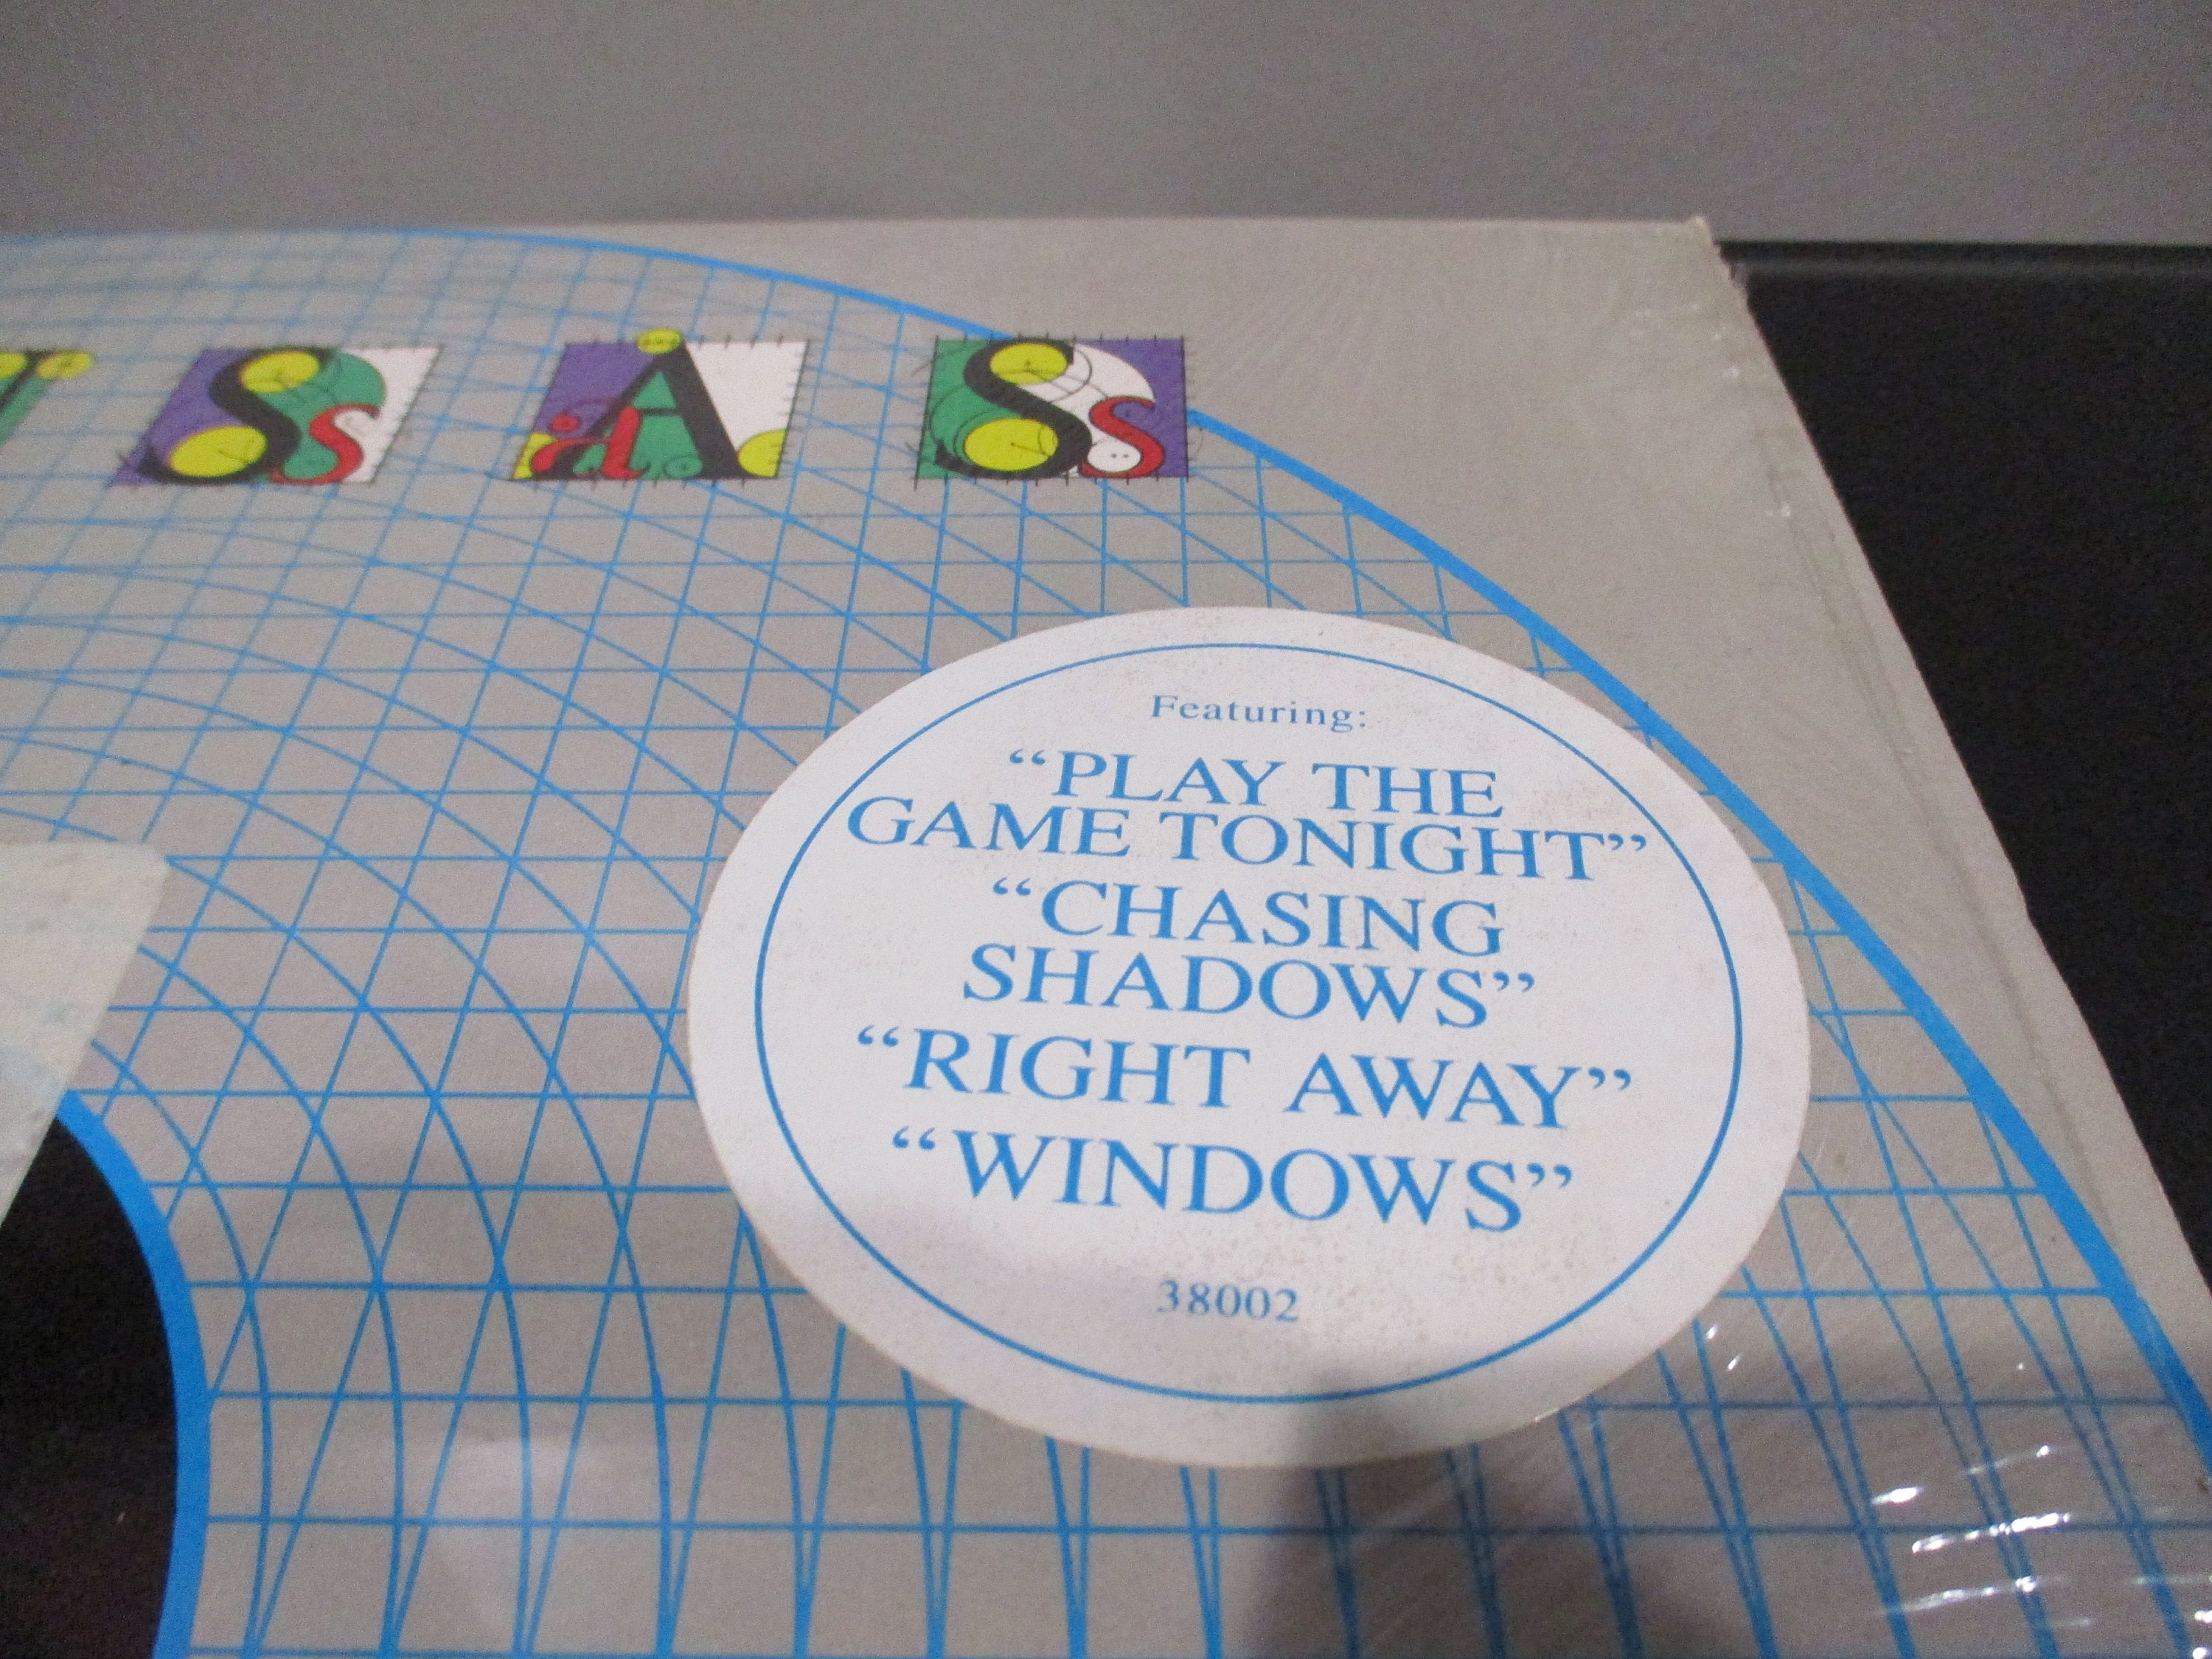 S s A a S s
Featuring:
“PLAY THE
GAME TONIGHT”
“CHASING
SHADOWS”
“RIGHT AWAY”
“WINDOWS”
38002